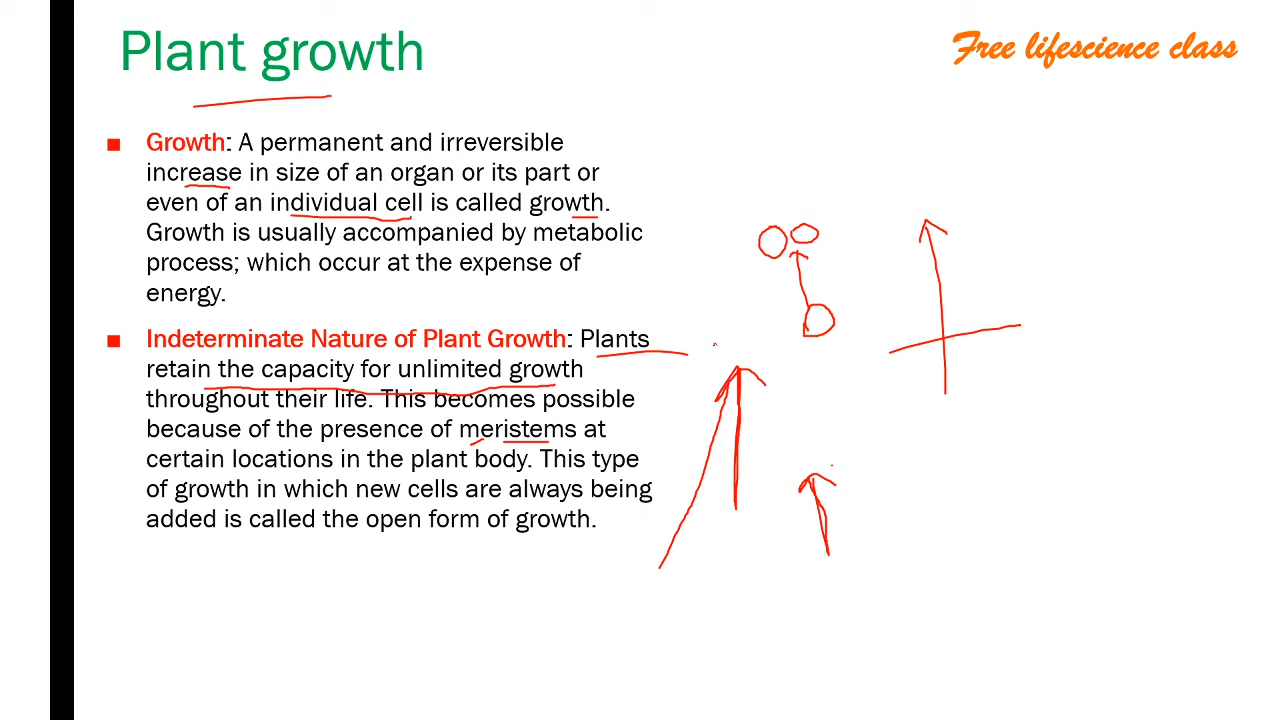 Plant growth
Free lifescience class
■ Growth: A permanent and irreversible
increase in size of an organ or its part or
even of an individual cell is called growth.
Growth is usually accompanied by metabolic
process; which occur at the expense of
energy.
■ Indeterminate Nature of Plant Growth: Plants
retain the capacity for unlimited growth
throughout their life. This becomes possible
because of the presence of meristems at
certain locations in the plant body. This type
of growth in which new cells are always being
added is called the open form of growth.